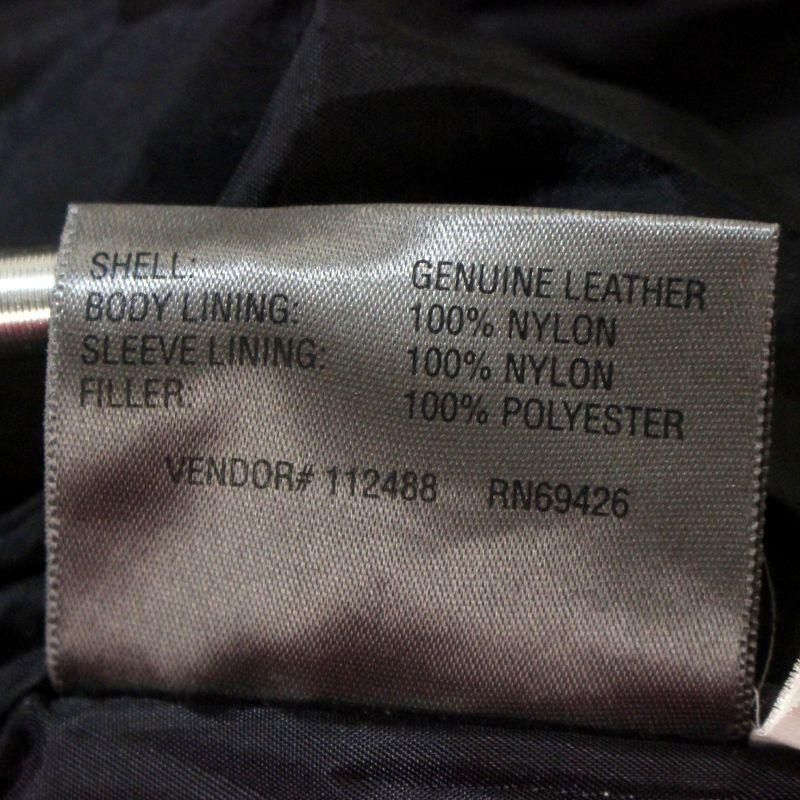 SHELL: GENUINE LEATHER
BODY LINING: 100% NYLON
SLEEVE LINING: 100% NYLON
FILLER: 100% POLYESTER
VENDOR# 112488 RN69426